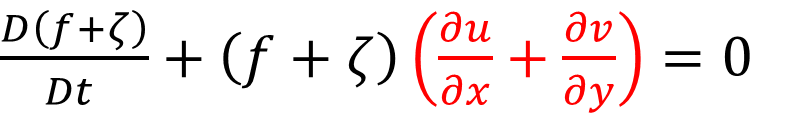 D(f+ζ)/Dt + (f + ζ) (∂u/∂x + ∂v/∂y) = 0